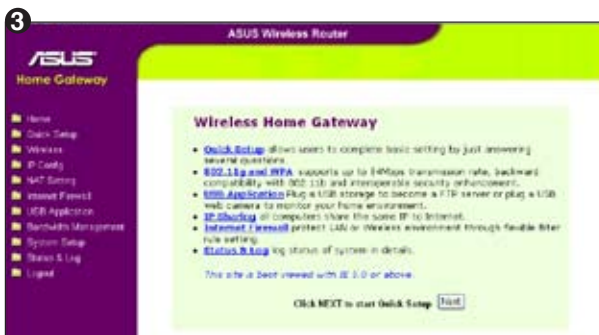 3
ASUS Wireless Router
ASUS
Home Gateway
Home
Quick Setup
Wireless
IP Config
NAT Setting
Internet Firewall
USB Application
Bandwidth Management
System Setup
Status & Log
Logout
Wireless Home Gateway
Quick Setup allows users to complete basic setting by just answering
several questions.
802.11g and WPA supports up to 54Mbps transmission rate, backward
compatibility with 802.11b and interoperable security enhancement.
USB Application Plug a USB storage to become a FTP server or plug a USB
web camera to monitor your home environment.
IP Sharing all computers share the same IP to Internet.
Internet Firewall protect LAN or Wireless environment through flexible filter
rule setting.
Status & Log log status of system in details.
This site is best viewed with IE 5.0 or above.
Click NEXT to start Quick Setup Next